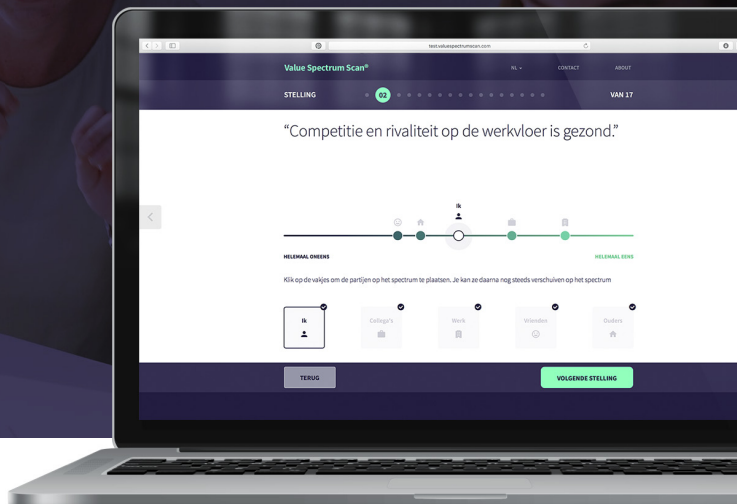 test.valuespectrumscan.com
Value Spectrum Scan®
NL
CONTACT
ABOUT
STELLING
02
VAN 17
“Competitie en rivaliteit op de werkvloer is gezond.”
Ik
HELEMAAL ONEENS
HELEMAAL EENS
Klik op de vakjes om de partijen op het spectrum te plaatsen. Je kan ze daarna nog steeds verschuiven op het spectrum
Ik
Collega's
Werk
Vrienden
Ouders
TERUG
VOLGENDE STELLING